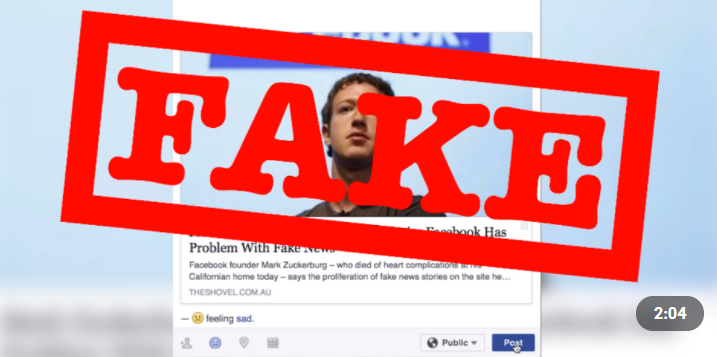 FAKE
Facebook Has
Problem With Fake News
Facebook founder Mark Zuckerburg – who died of heart complications at his
Californian home today – says the proliferation of fake news stories on the site he...
THESHOVEL.COM.AU
— feeling sad.
Public
Post
2:04